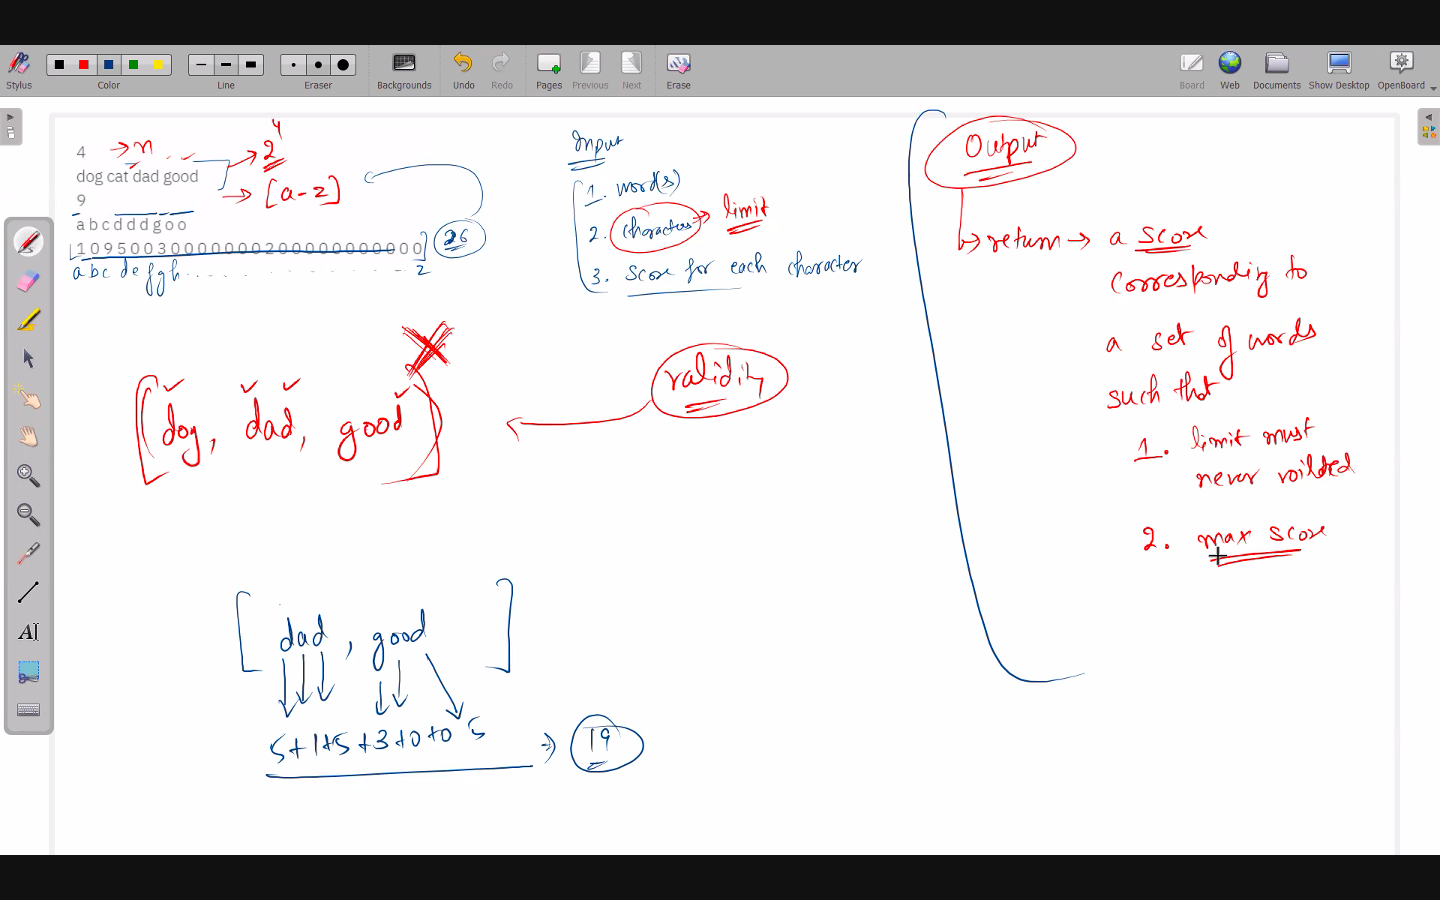 Stylus
Color
Line
Eraser
Backgrounds
Undo
Redo
Pages
Previous
Next
Erase
Board
Web
Documents
Show Desktop
OpenBoard
4 → n
dog cat dad good
9
a b c d d d g o o
1 0 9 5 0 0 3 0 0 0 0 0 0 0 2 0 0 0 0 0 0 0 0 0 0 0
a b c d e f g h . . . . . . . . z
→ 2^4
→ [a-z]
26
Input
1. word(s)
2. characters → limit
3. Score for each character
Output
↳ return → a score
corresponding to
a set of words
such that
1. limit must
never voilded
2. max score
validity
[dog, dad, good]
[dad, good]
5+1+5+3+0+0 5 → 19
AI